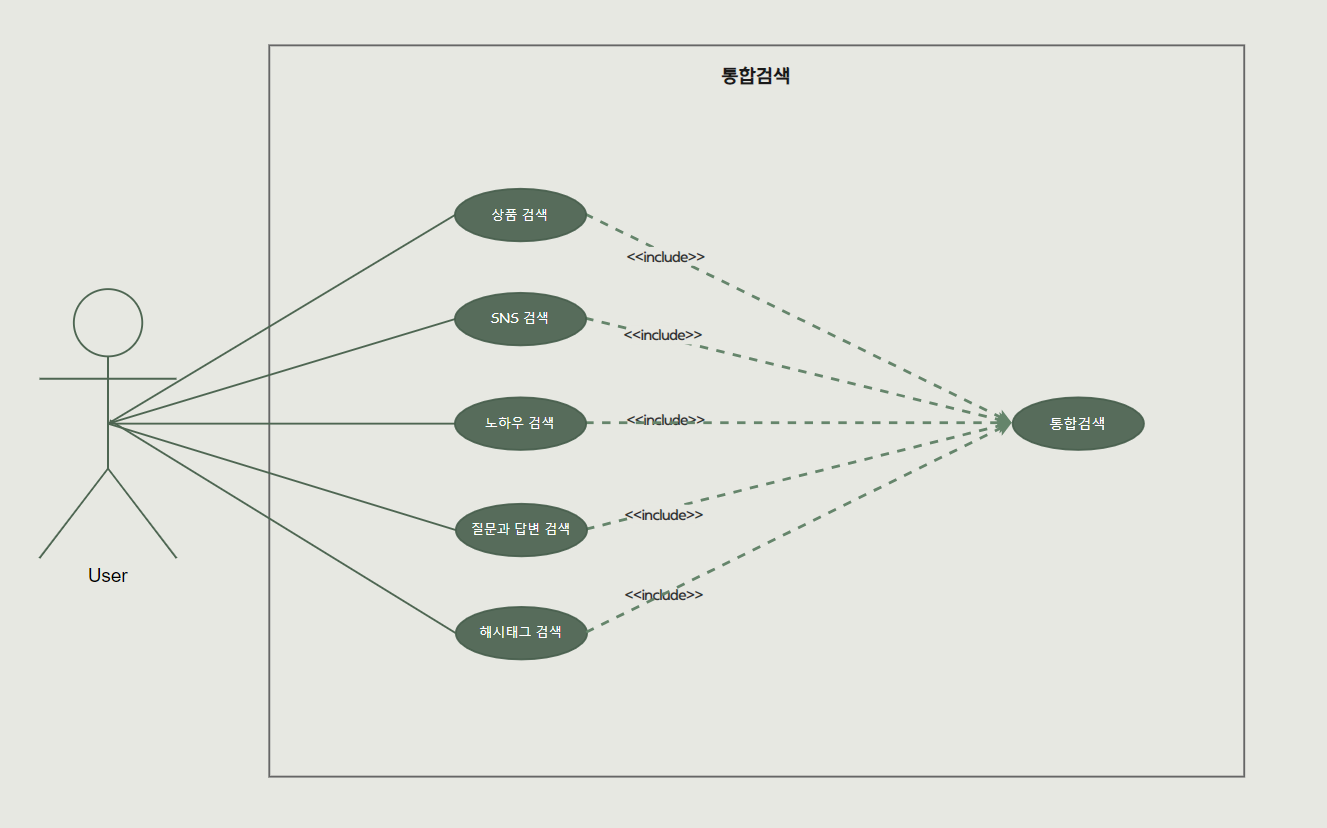 통합검색
상품 검색
<<include>>
SNS 검색
<<include>>
노하우 검색
<<include>>
통합검색
질문과 답변 검색
<<include>>
User
해시태그 검색
<<include>>